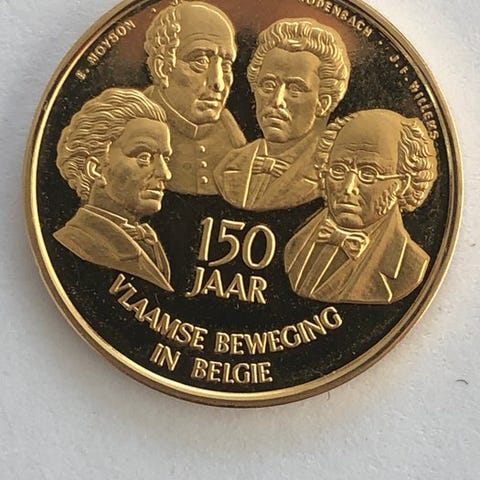 E. MOYSON
RODENBACH · J.F. WILLEMS
150
JAAR
VLAAMSE BEWEGING
IN BELGIE